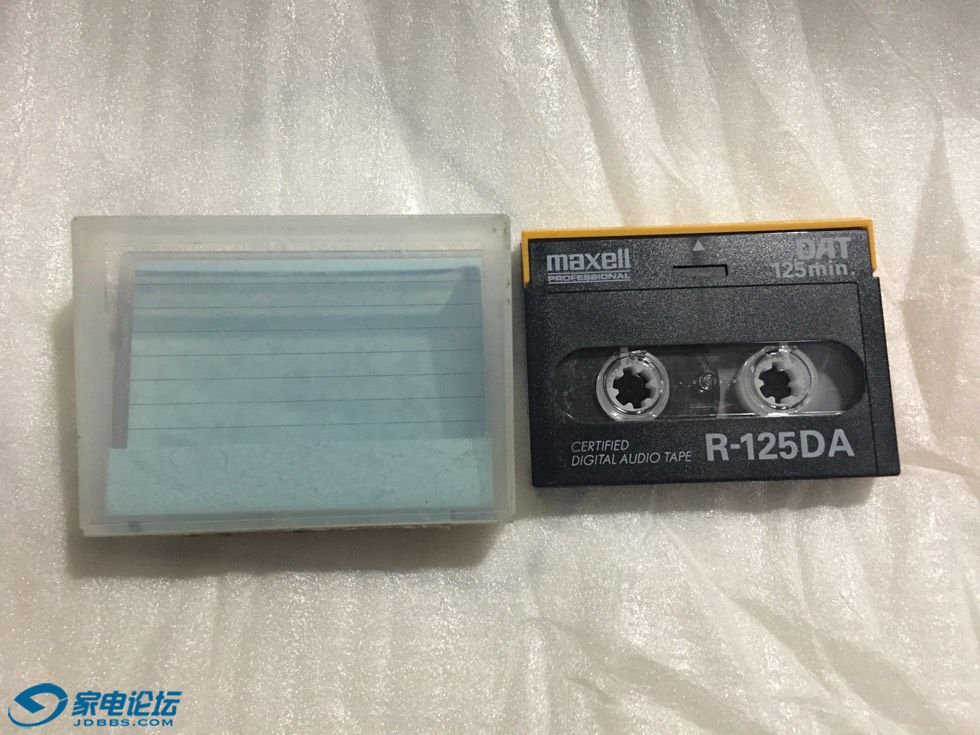 maxell
PROFESSIONAL
DAT
125min.
CERTIFIED
DIGITAL AUDIO TAPE
R-125DA
家电论坛
JDBBS.COM